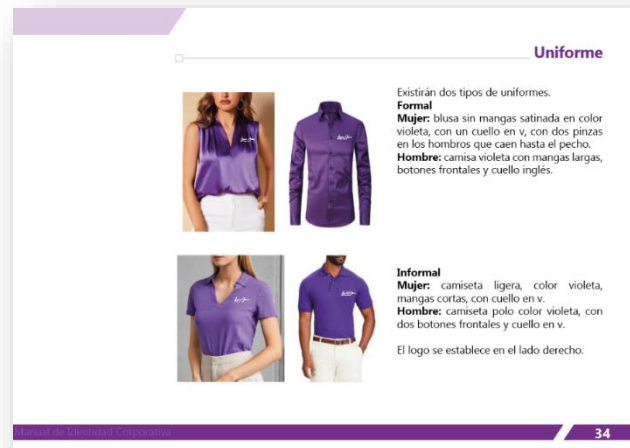 Uniforme
Existirán dos tipos de uniformes.
Formal
Mujer: blusa sin mangas satinada en color
violeta, con un cuello en v, con dos pinzas
en los hombros que caen hasta el pecho.
Hombre: camisa violeta con mangas largas,
botones frontales y cuello inglés.
Informal
Mujer: camiseta ligera, color violeta,
mangas cortas, con cuello en v.
Hombre: camiseta polo color violeta, con
dos botones frontales y cuello en v.
El logo se establece en el lado derecho.
Manual de Identidad Corporativa
34